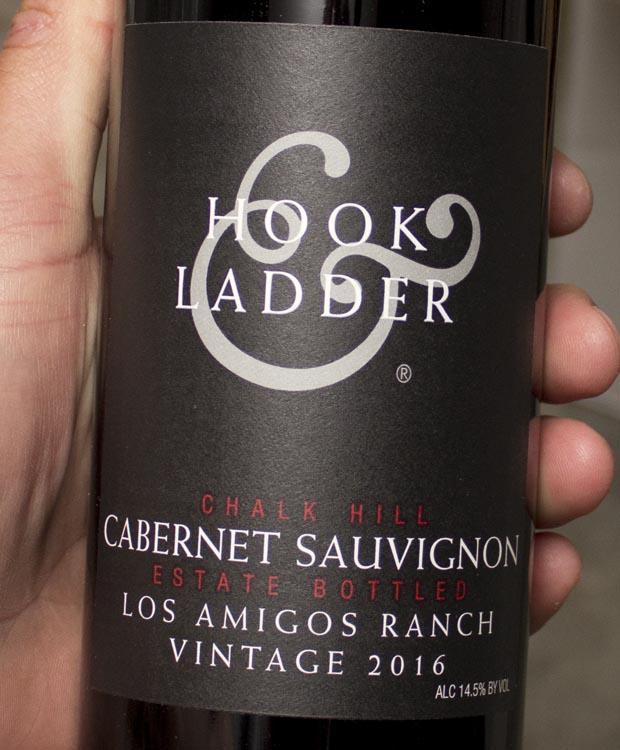 &
HOOK
LADDER
®
CHALK HILL
CABERNET SAUVIGNON
ESTATE BOTTLED
LOS AMIGOS RANCH
VINTAGE 2016
ALC 14.5% BY VOL